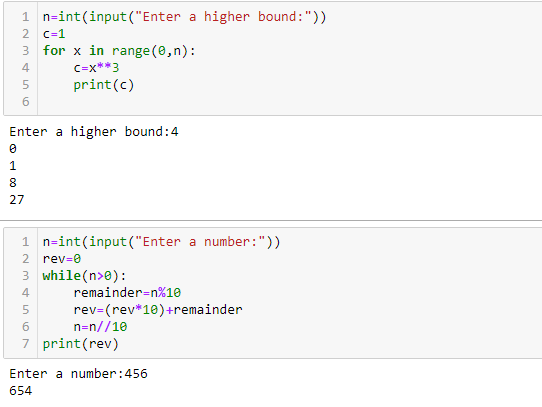 1 n=int(input("Enter a higher bound:"))
2 c=1
3 for x in range(0,n):
4     c=x**3
5     print(c)
6
Enter a higher bound:4
0
1
8
27
1 n=int(input("Enter a number:"))
2 rev=0
3 while(n>0):
4     remainder=n%10
5     rev=(rev*10)+remainder
6     n=n//10
7 print(rev)
Enter a number:456
654